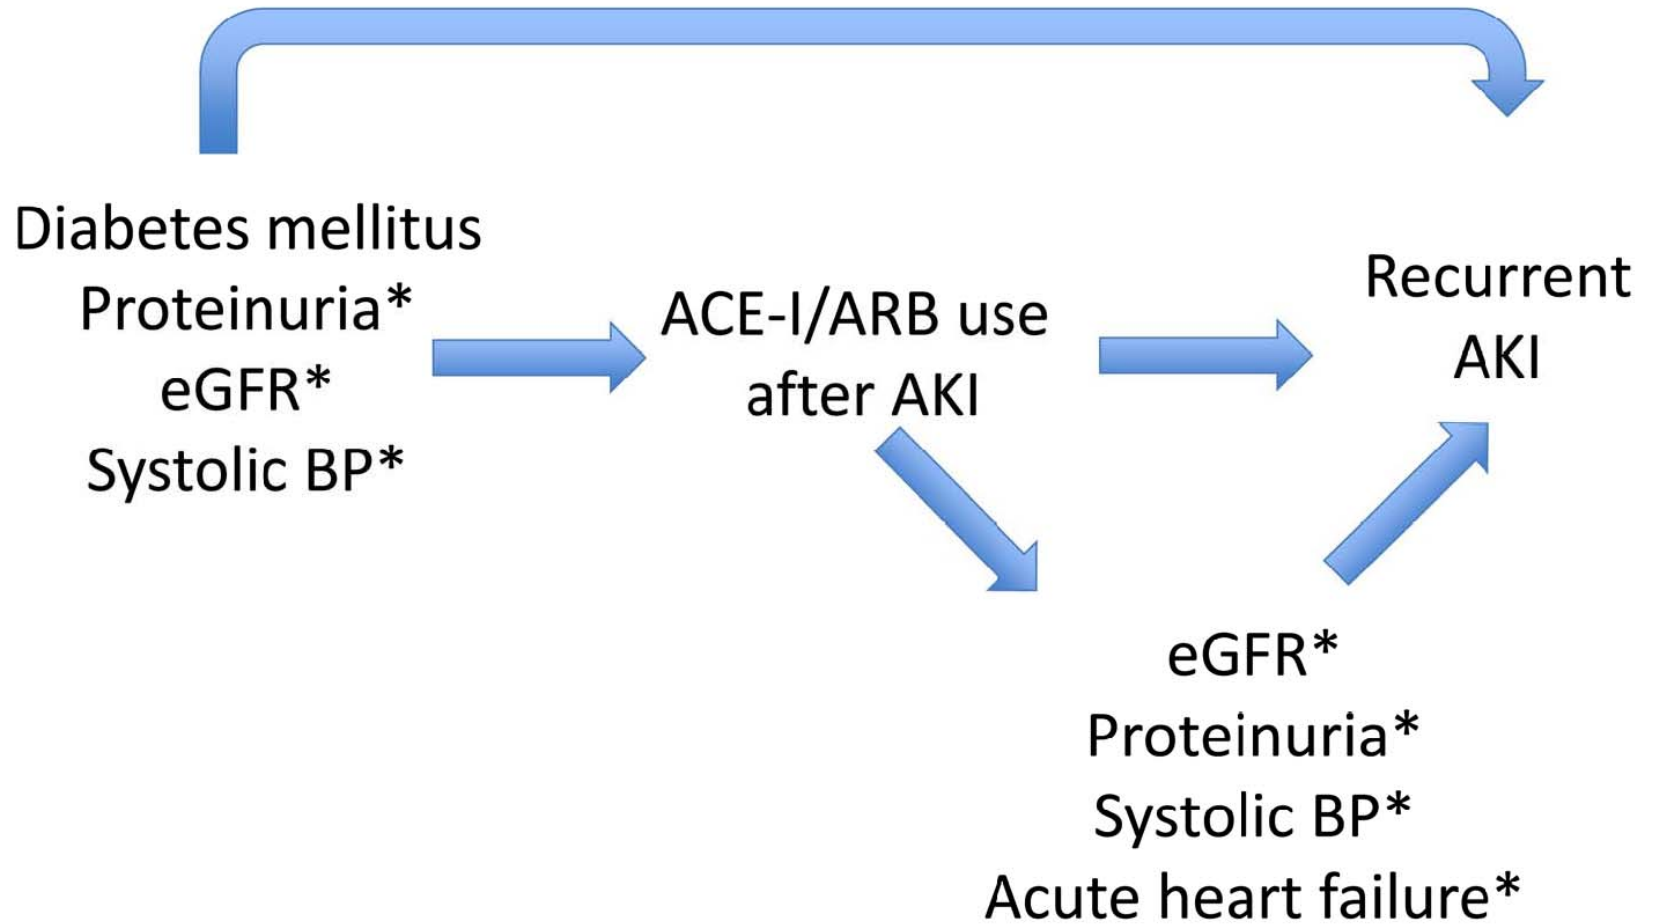 Diabetes mellitus
Proteinuria*
eGFR*
Systolic BP*
ACE-I/ARB use
after AKI
Recurrent
AKI
eGFR*
Proteinuria*
Systolic BP*
Acute heart failure*